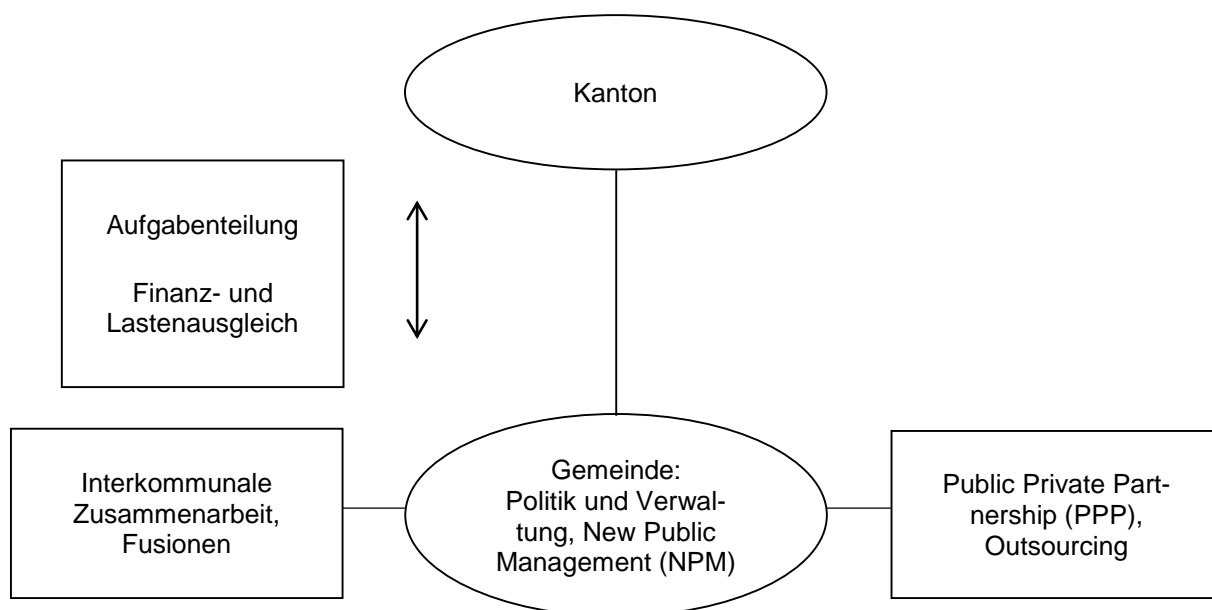 Kanton
Aufgabenteilung
Finanz- und
Lastenausgleich
Interkommunale
Zusammenarbeit,
Fusionen
Gemeinde:
Politik und Verwal-
tung, New Public
Management (NPM)
Public Private Part-
nership (PPP),
Outsourcing